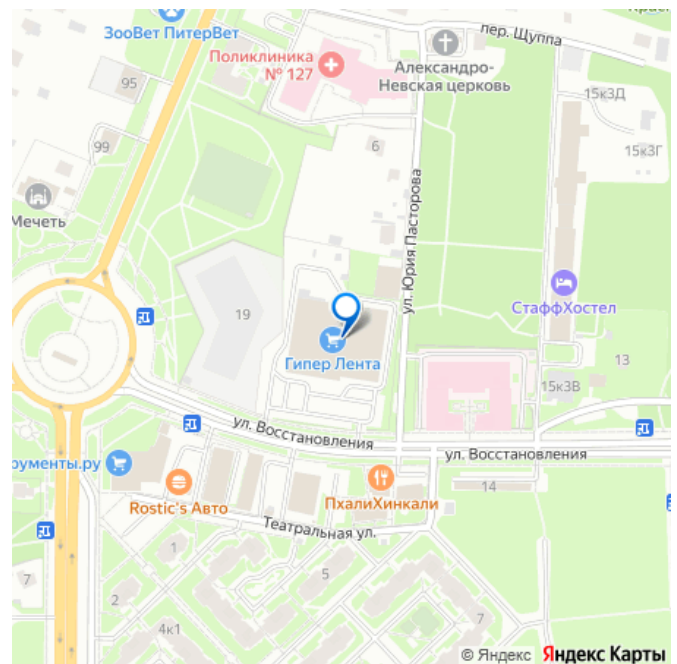 ЗооВет ПитерВет
пер. Щуппа
Поликлиника
№ 127
Александро-
Невская церковь
95
15к3Д
99
6
15к3Г
Мечеть
ул. Юрия Пасторова
19
СтаффХостел
Гипер Лента
13
15к3В
ул. Восстановления
ул. Восстановления
рументы.ру
Rostic's Авто
ПхалиХинкали
14
Театральная ул.
1
5
7
2
7
4к1
© Яндекс Яндекс Карты